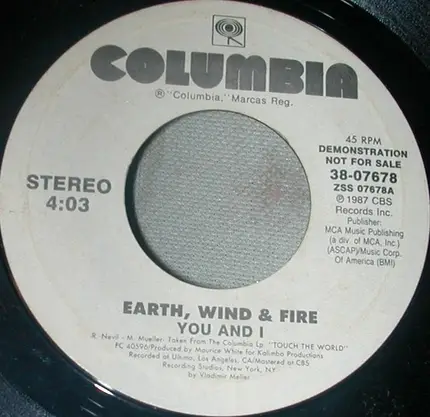 COLUMBIA
® "Columbia," Marcas Reg.
45 RPM
DEMONSTRATION
NOT FOR SALE
38-07678
ZSS 07678A
℗ 1987 CBS
Records Inc.
Publisher:
MCA Music Publishing
(a div. of MCA, Inc.)
(ASCAP)/Music Corp.
Of America (BMI)
STEREO
4:03
EARTH, WIND & FIRE
YOU AND I
R. Nevil - M. Mueller: Taken From The Columbia Lp "TOUCH THE WORLD"
FC 40596/Produced by Maurice White for Kalimba Productions
Recorded at Ultimo, Los Angeles, CA/Mastered at CBS
Recording Studios, New York, N.Y.
by Vladimir Meller